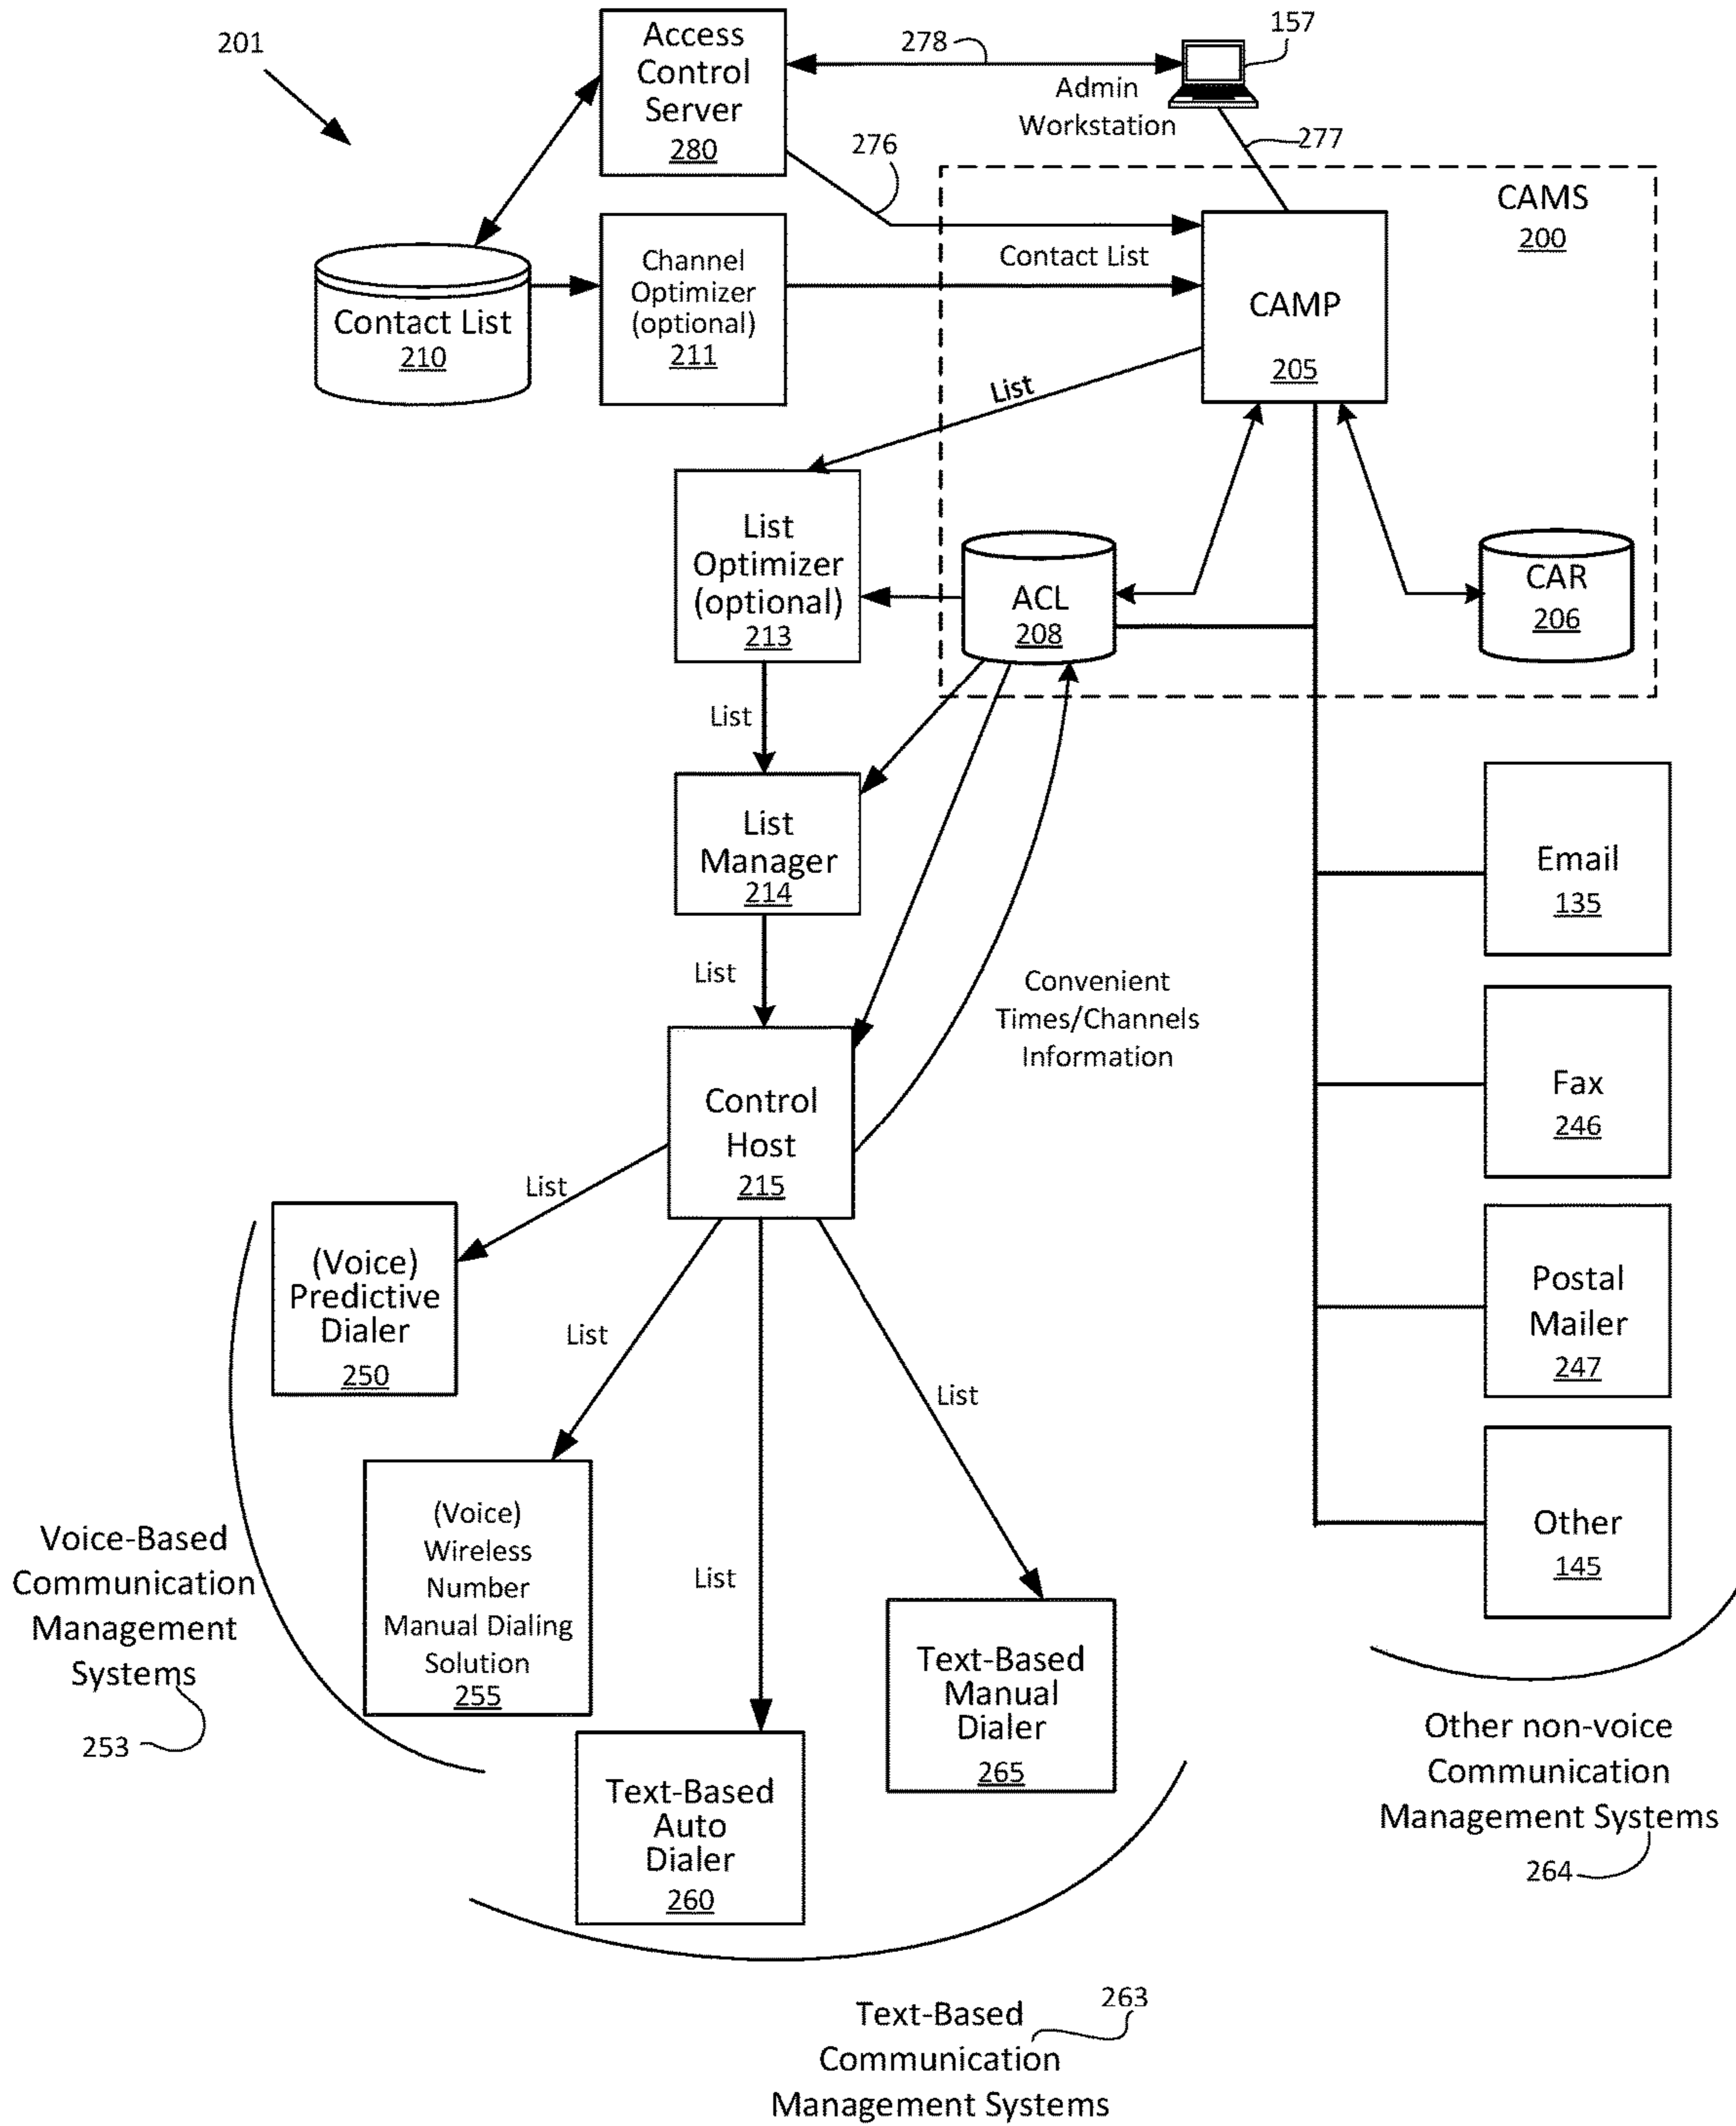 201
Access
Control
Server
280
278
157
Admin
Workstation
277
276
CAMS
200
Contact List
210
Channel
Optimizer
(optional)
211
Contact List
CAMP
205
List
List
Optimizer
(optional)
213
ACL
208
CAR
206
List
List
Manager
214
List
Convenient
Times/Channels
Information
Control
Host
215
Email
135
Fax
246
Postal
Mailer
247
Other
145
List
(Voice)
Predictive
Dialer
250
List
List
List
(Voice)
Wireless
Number
Manual Dialing
Solution
255
Text-Based
Manual
Dialer
265
Text-Based
Auto
Dialer
260
Voice-Based
Communication
Management
Systems
253
Other non-voice
Communication
Management Systems
264
263
Text-Based
Communication
Management Systems